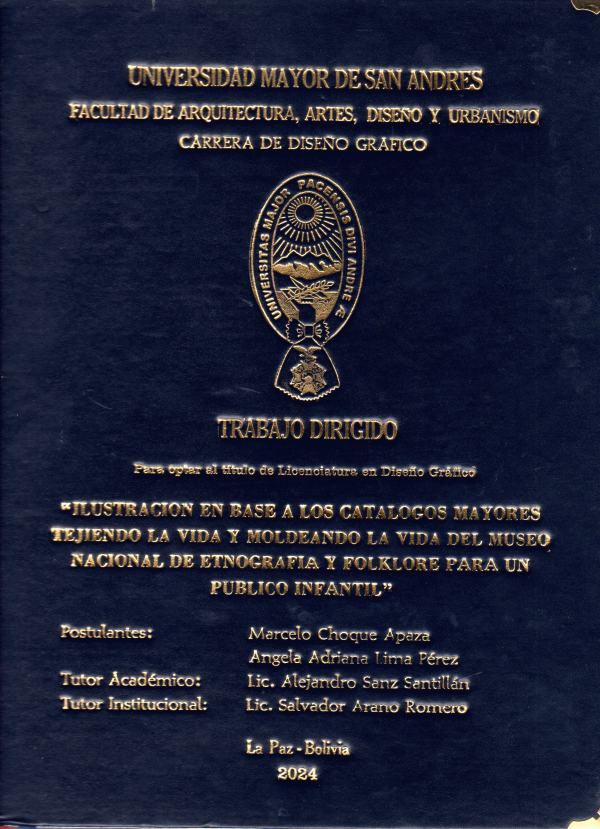 UNIVERSIDAD MAYOR DE SAN ANDRES
FACULTAD DE ARQUITECTURA, ARTES, DISEÑO Y URBANISMO
CARRERA DE DISEÑO GRAFICO
UNIVERSITAS MAJOR PACENSIS DIVI ANDRE Æ
TRABAJO DIRIGIDO
Para optar al título de Licenciatura en Diseño Gráfico
“ILUSTRACION EN BASE A LOS CATALOGOS MAYORES
TEJIENDO LA VIDA Y MOLDEANDO LA VIDA DEL MUSEO
NACIONAL DE ETNOGRAFIA Y FOLKLORE PARA UN
PUBLICO INFANTIL”
Postulantes: Marcelo Choque Apaza
Angela Adriana Lima Pérez
Tutor Académico: Lic. Alejandro Sanz Santillán
Tutor Institucional: Lic. Salvador Arano Romero
La Paz - Bolivia
2024